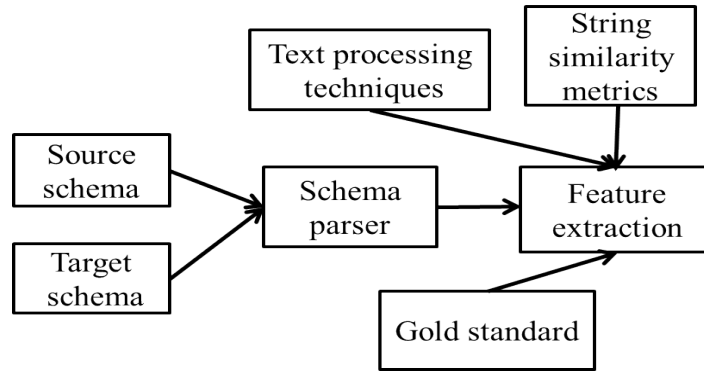 Text processing
techniques
String
similarity
metrics
Source
schema
Schema
parser
Feature
extraction
Target
schema
Gold standard